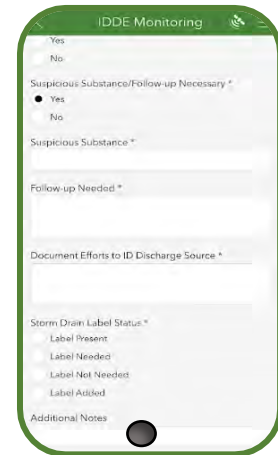 IDDE Monitoring
Yes
No
Suspicious Substance/Follow-up Necessary *
Yes
No
Suspicious Substance *
Follow-up Needed *
Document Efforts to ID Discharge Source *
Storm Drain Label Status *
Label Present
Label Needed
Label Not Needed
Label Added
Additional Notes